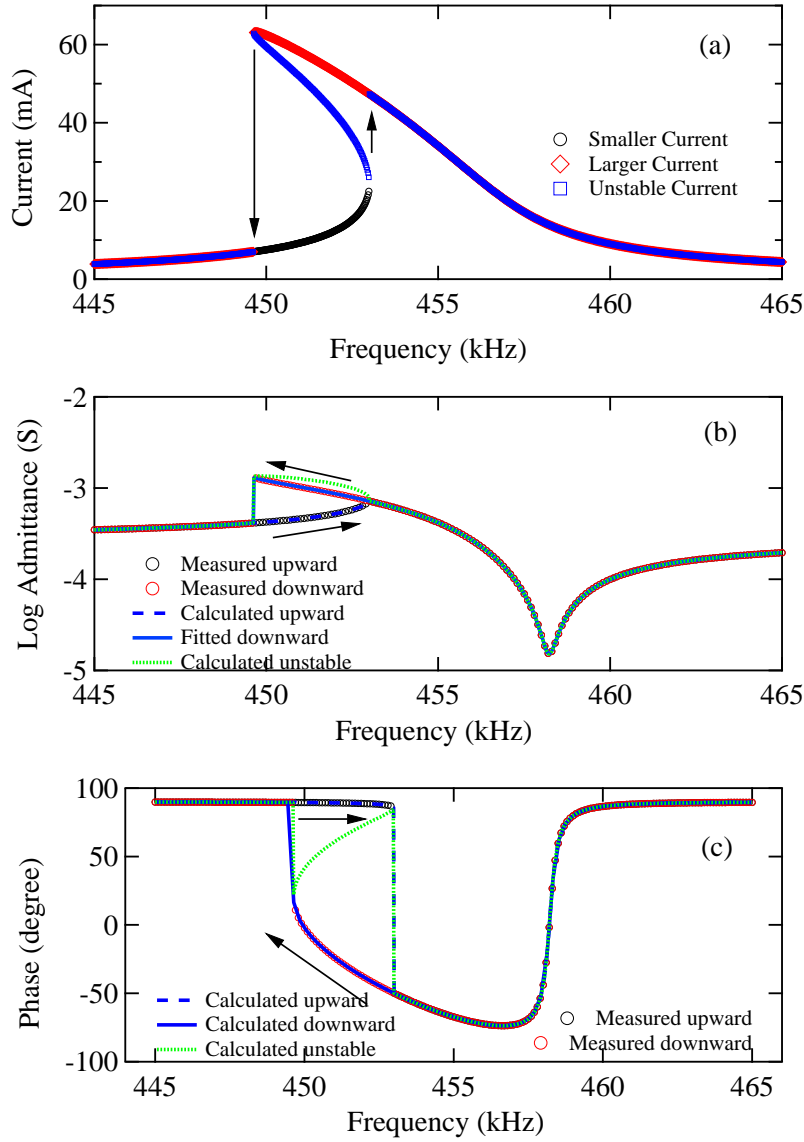 60
40
20
0
Current (mA)
(a)
Smaller Current
Larger Current
Unstable Current
445 450 455 460 465
Frequency (kHz)
-2
-3
-4
-5
Log Admittance (S)
(b)
Measured upward
Measured downward
Calculated upward
Fitted downward
Calculated unstable
445 450 455 460 465
Frequency (kHz)
100
50
0
-50
-100
Phase (degree)
(c)
Calculated upward
Calculated downward
Calculated unstable
Measured upward
Measured downward
445 450 455 460 465
Frequency (kHz)